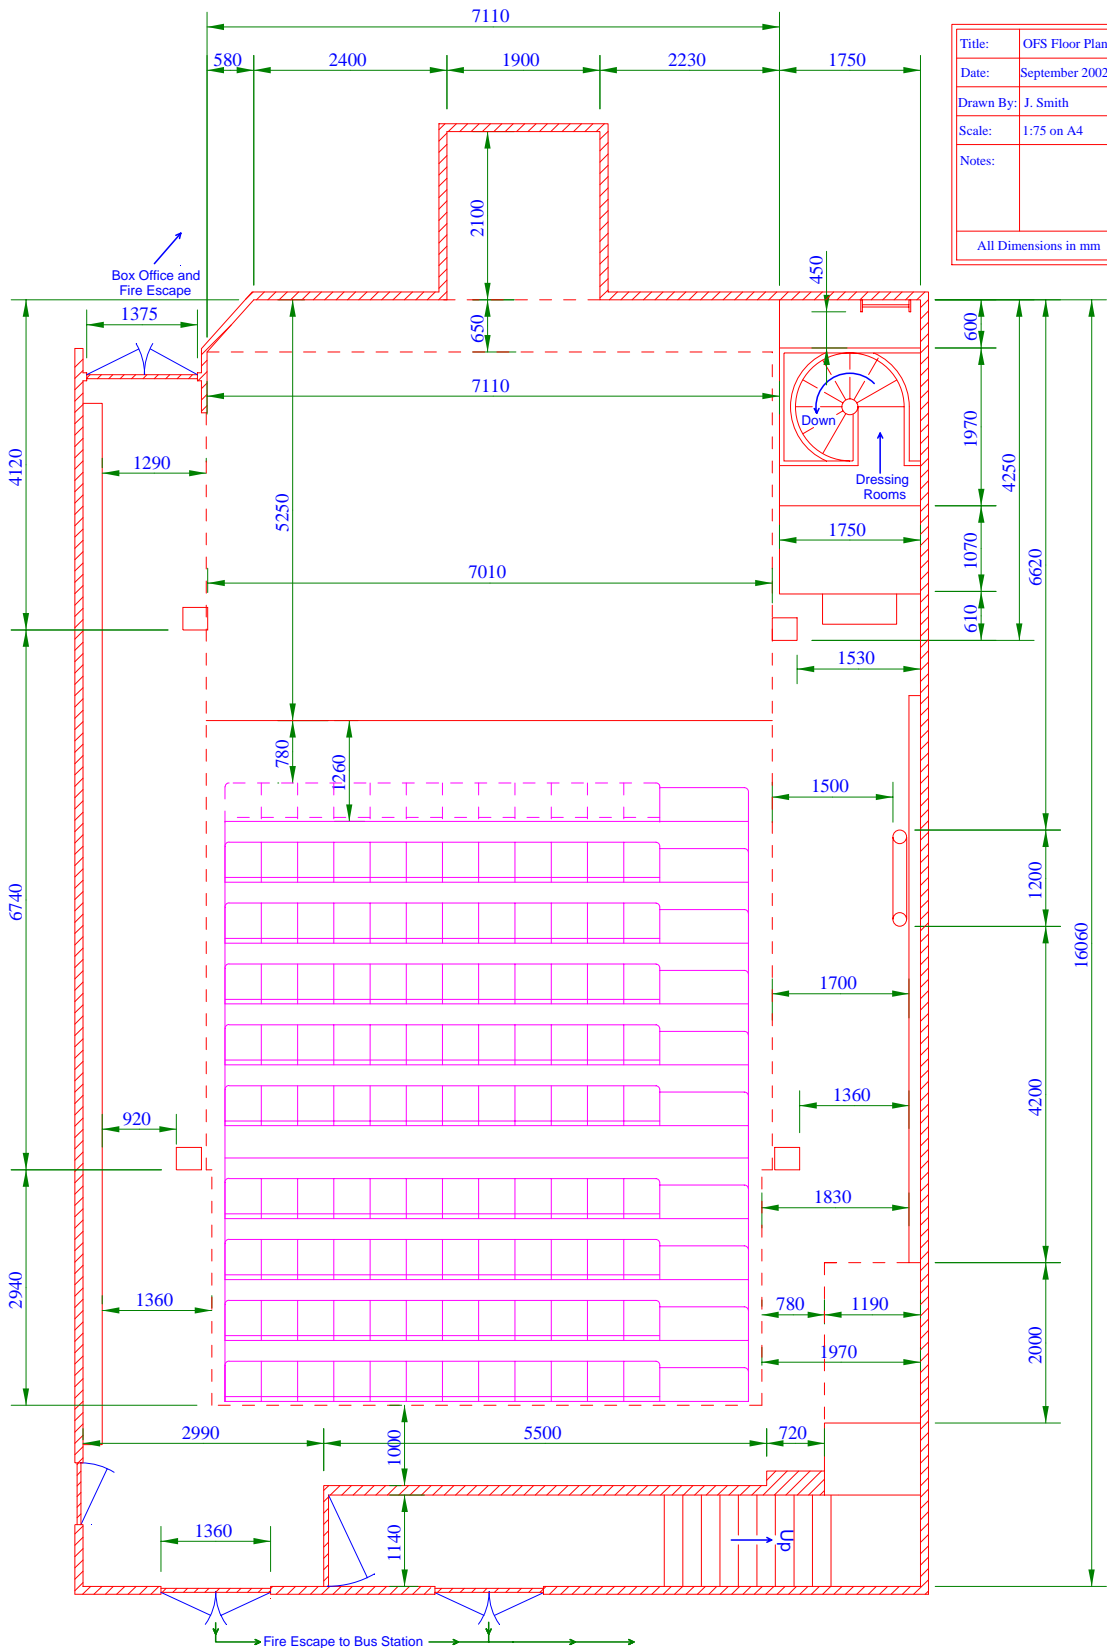 7110
580 2400 1900 2230 1750
Title: OFS Floor Plan
Date: September 2002
Drawn By: J. Smith
Scale: 1:75 on A4
Notes:
All Dimensions in mm
2100
450
Box Office and
Fire Escape
1375
650
600
7110
Down
1970
4120
1290
4250
Dressing
Rooms
5250
1750
1070
6620
7010
610
1530
780
1260
1500
1200
6740
16060
1700
920
1360
4200
1830
2940
1360
780 1190
2000
1970
2990 1000 5500 720
1360
1140
Up
Fire Escape to Bus Station